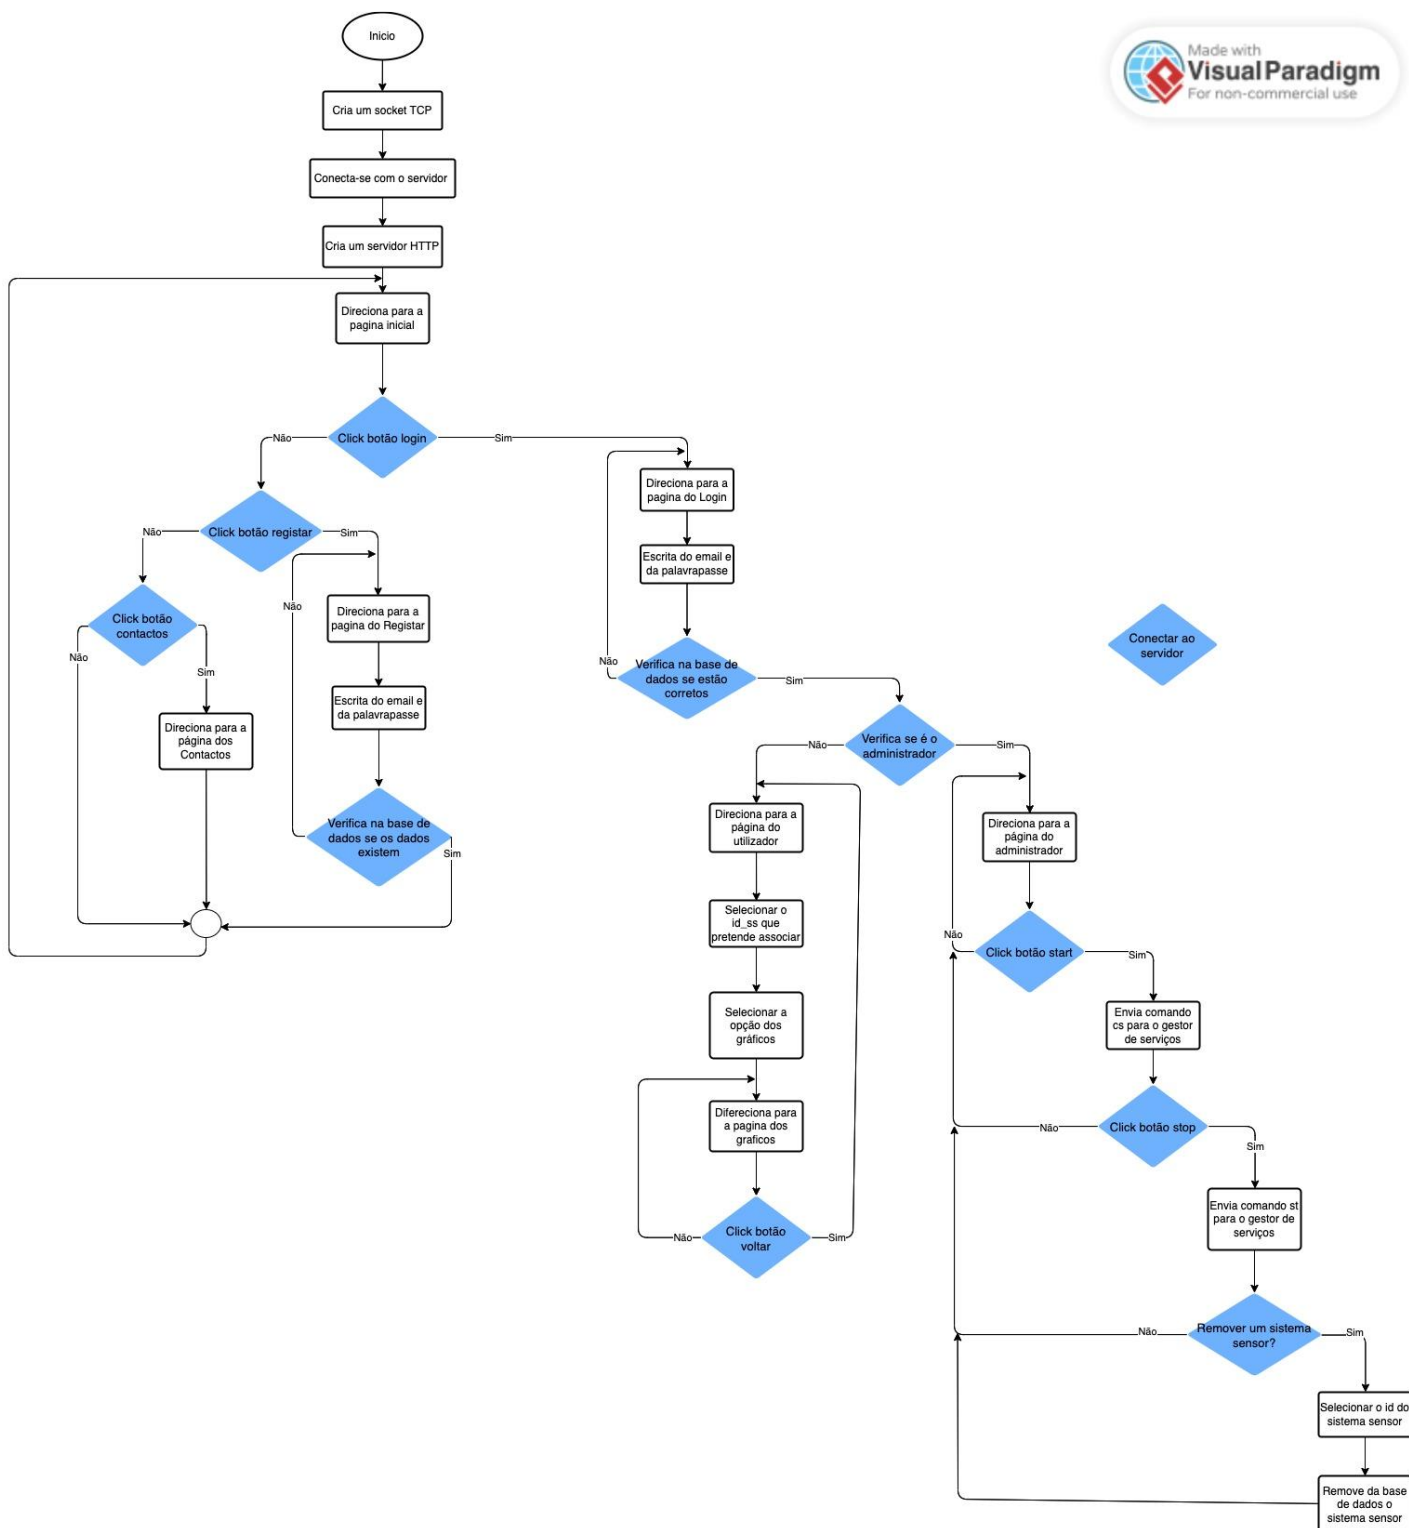 Inicio
Made with
Visual Paradigm
For non-commercial use
Cria um socket TCP
Conecta-se com o servidor
Cria um servidor HTTP
Direciona para a
pagina inicial
Click botão login
Não
Sim
Direciona para a
pagina do Login
Escrita do email e
da palavrapasse
Verifica na base de
dados se estão
corretos
Não
Sim
Click botão registar
Não
Sim
Direciona para a
pagina do Registar
Escrita do email e
da palavrapasse
Verifica na base de
dados se os dados
existem
Não
Sim
Click botão
contactos
Não
Sim
Direciona para a
página dos
Contactos
Conectar ao
servidor
Verifica se é o
administrador
Não
Sim
Direciona para a
página do
utilizador
Selecionar o
id_ss que
pretende associar
Selecionar a
opção dos
gráficos
Difereciona para
a pagina dos
graficos
Click botão
voltar
Não
Sim
Direciona para a
página do
administrador
Click botão start
Não
Sim
Envia comando
cs para o gestor
de serviços
Click botão stop
Não
Sim
Envia comando st
para o gestor de
serviços
Remover um sistema
sensor?
Não
Sim
Selecionar o id do
sistema sensor
Remove da base
de dados o
sistema sensor